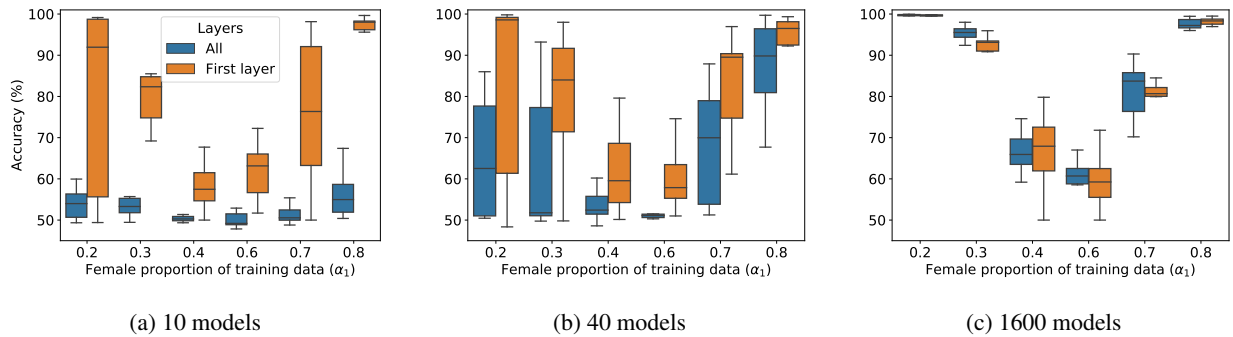 100
90
80
70
60
50
Accuracy (%)
Layers
All
First layer
0.2 0.3 0.4 0.6 0.7 0.8
Female proportion of training data (α₁)
(a) 10 models
100
90
80
70
60
50
0.2 0.3 0.4 0.6 0.7 0.8
Female proportion of training data (α₁)
(b) 40 models
100
90
80
70
60
50
0.2 0.3 0.4 0.6 0.7 0.8
Female proportion of training data (α₁)
(c) 1600 models